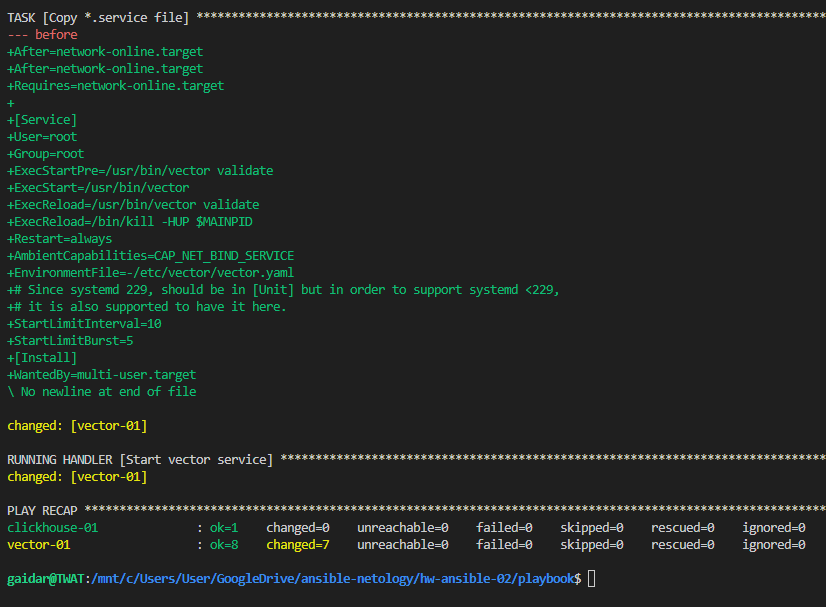 TASK [Copy *.service file] ******************************************************************************************
--- before
+After=network-online.target
+After=network-online.target
+Requires=network-online.target
+
+[Service]
+User=root
+Group=root
+ExecStartPre=/usr/bin/vector validate
+ExecStart=/usr/bin/vector
+ExecReload=/usr/bin/vector validate
+ExecReload=/bin/kill -HUP $MAINPID
+Restart=always
+AmbientCapabilities=CAP_NET_BIND_SERVICE
+EnvironmentFile=-/etc/vector/vector.yaml
+# Since systemd 229, should be in [Unit] but in order to support systemd <229,
+# it is also supported to have it here.
+StartLimitInterval=10
+StartLimitBurst=5
+[Install]
+WantedBy=multi-user.target
\ No newline at end of file
changed: [vector-01]
RUNNING HANDLER [Start vector service] ******************************************************************************
changed: [vector-01]
PLAY RECAP **********************************************************************************************************
clickhouse-01 : ok=1 changed=0 unreachable=0 failed=0 skipped=0 rescued=0 ignored=0
vector-01 : ok=8 changed=7 unreachable=0 failed=0 skipped=0 rescued=0 ignored=0
gaidar@TWAT:/mnt/c/Users/User/GoogleDrive/ansible-netology/hw-ansible-02/playbook$